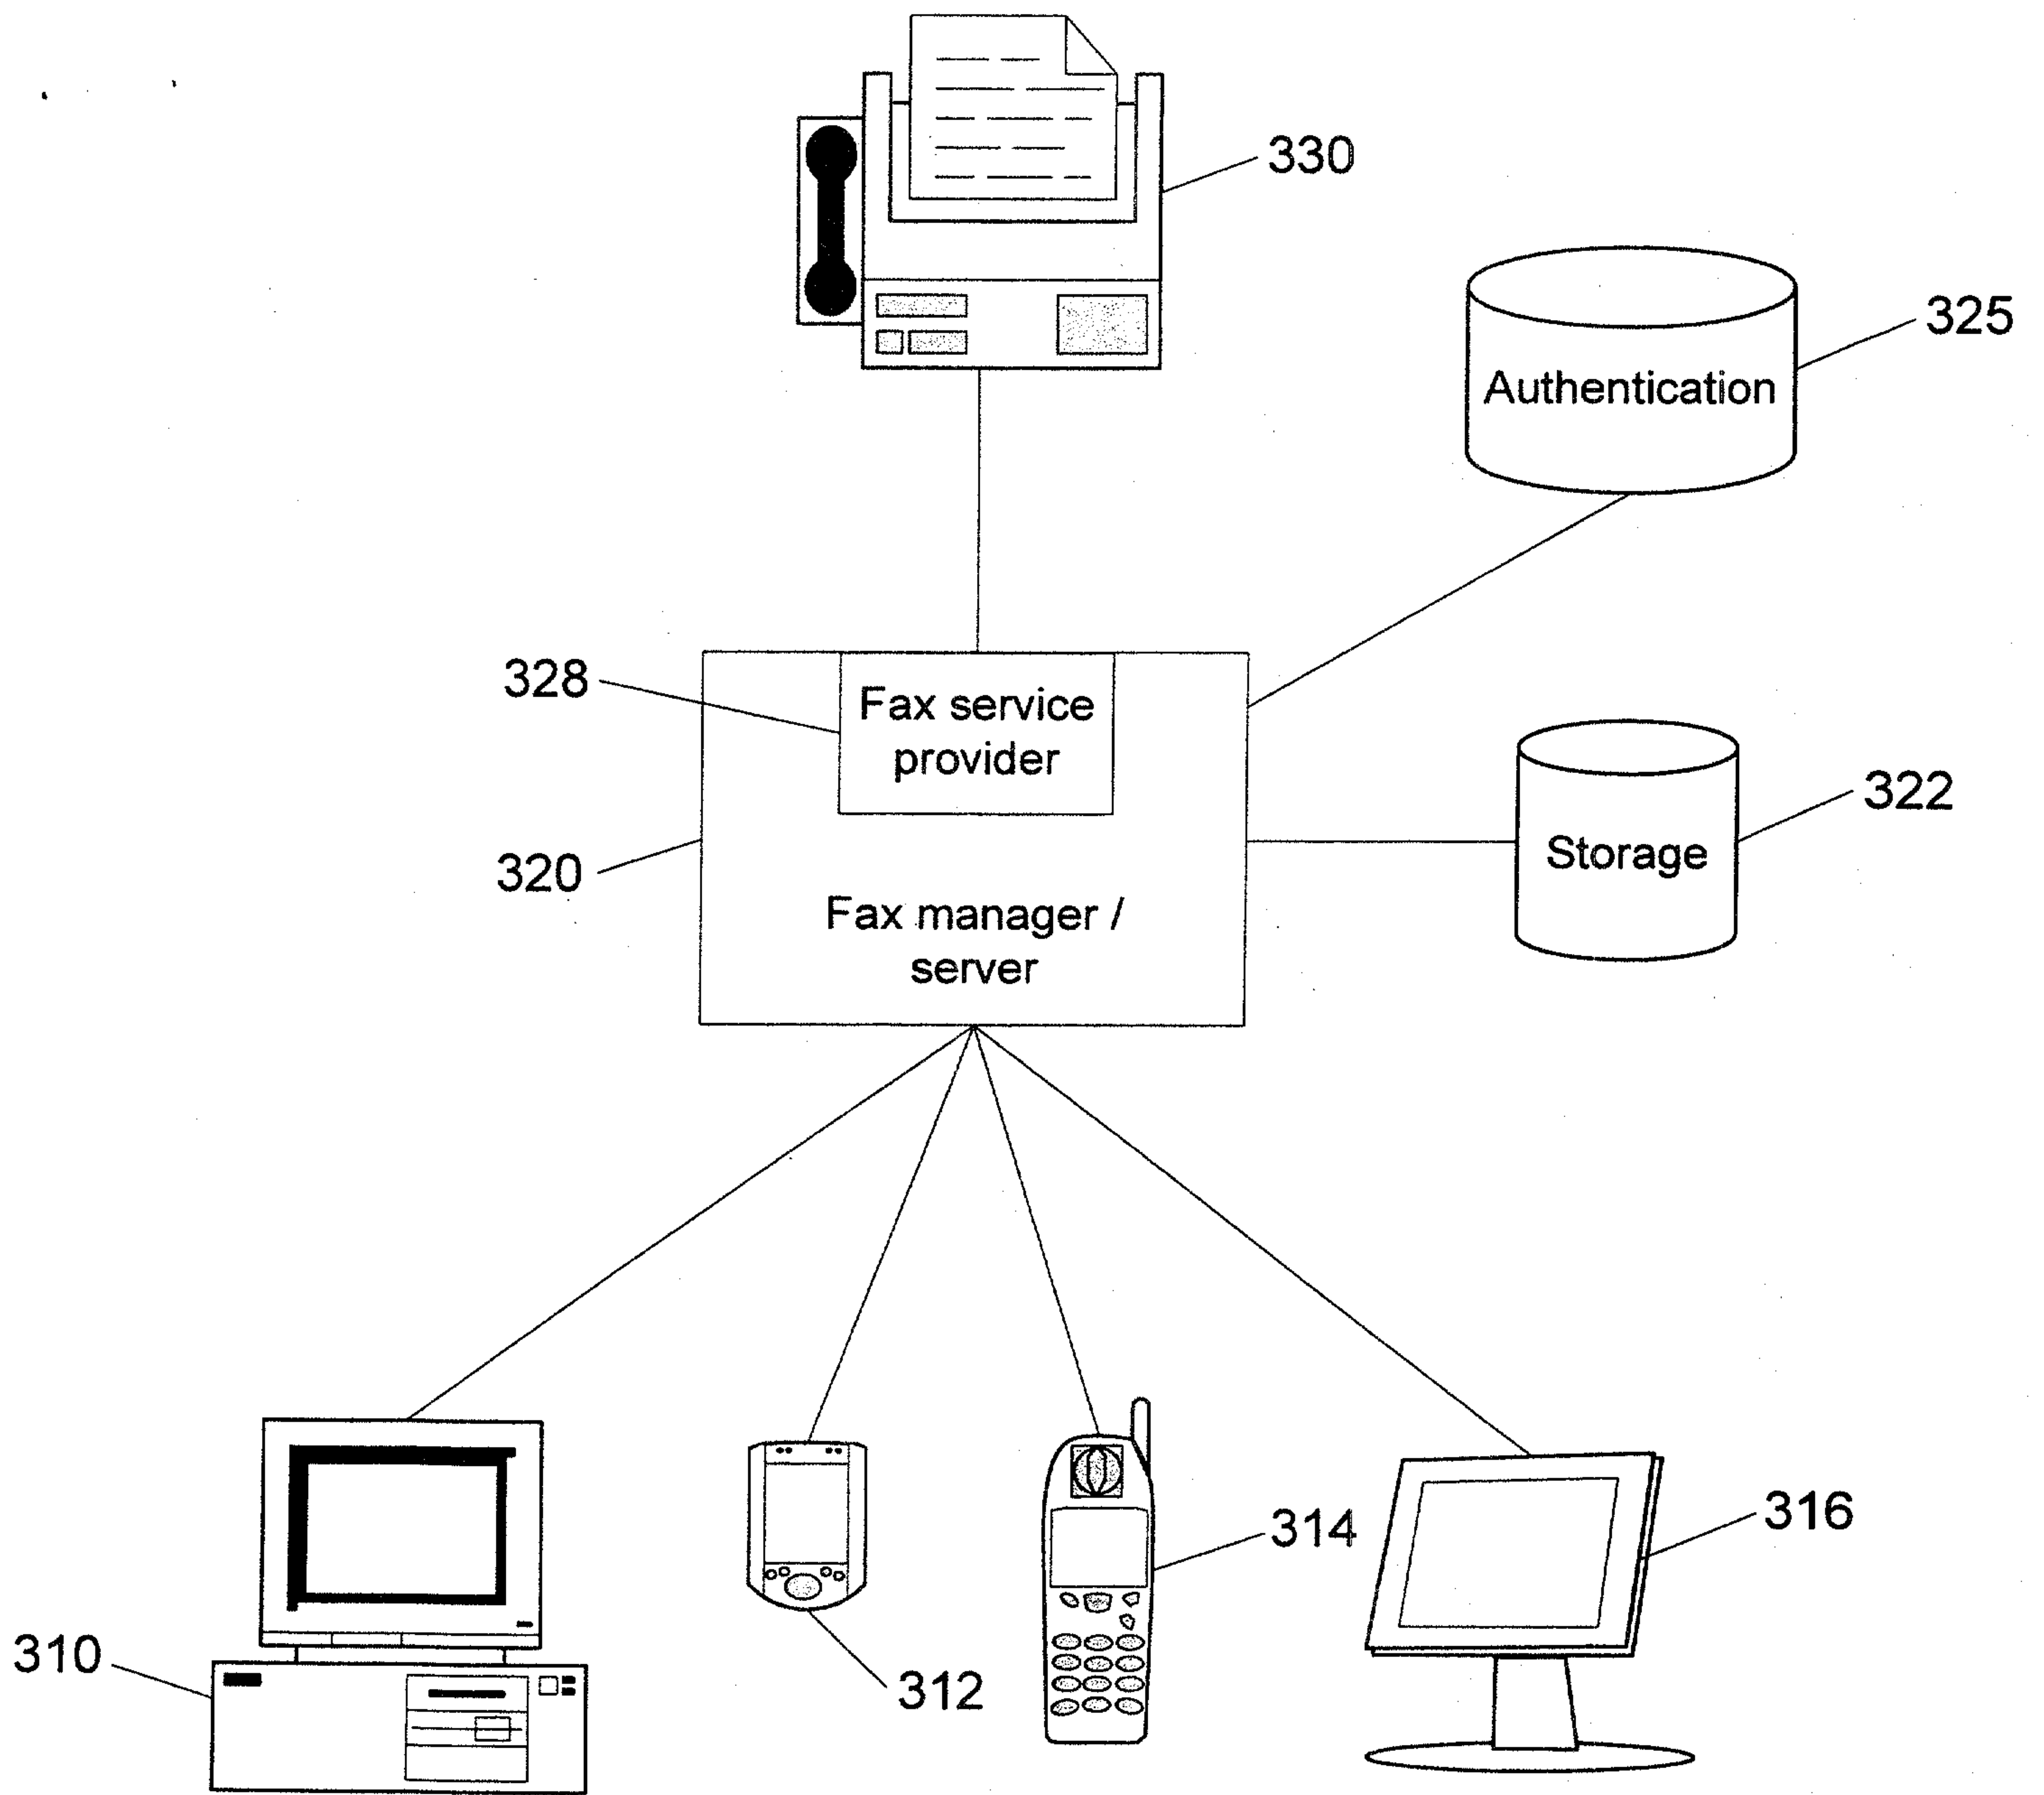 330
325
Authentication
328
Fax service
provider
322
Storage
320
Fax manager /
server
314
316
310
312